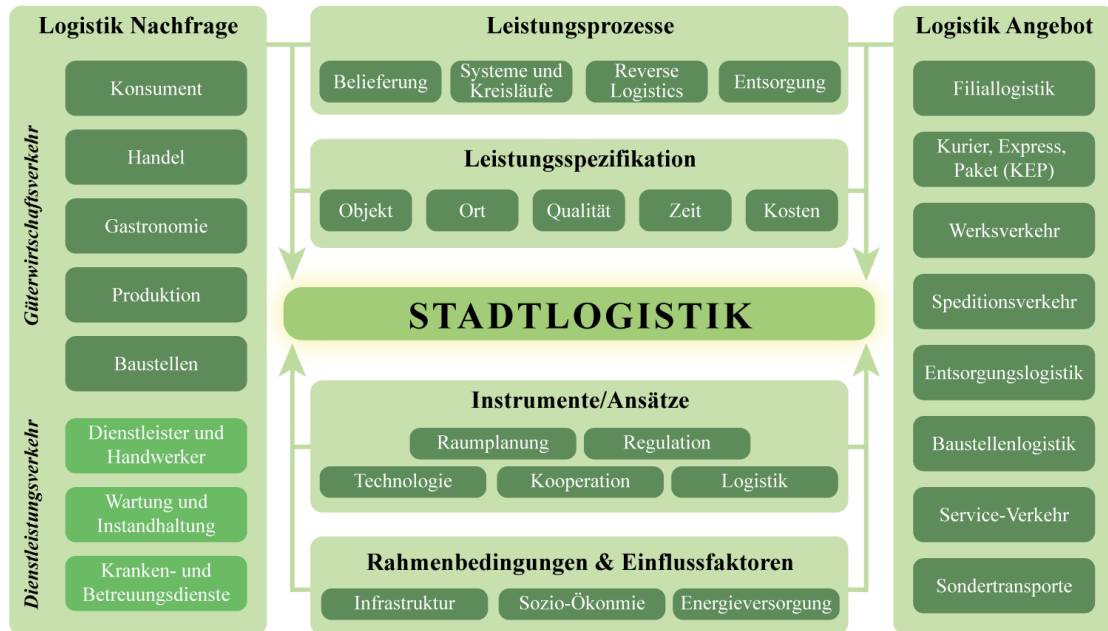 Logistik Nachfrage
Güterwirtschaftsverkehr
Konsument
Handel
Gastronomie
Produktion
Baustellen
Dienstleistungsverkehr
Dienstleister und
Handwerker
Wartung und
Instandhaltung
Kranken- und
Betreuungsdienste
Leistungsprozesse
Belieferung
Systeme und
Kreisläufe
Reverse
Logistics
Entsorgung
Leistungsspezifikation
Objekt
Ort
Qualität
Zeit
Kosten
STADTLOGISTIK
Instrumente/Ansätze
Raumplanung
Regulation
Technologie
Kooperation
Logistik
Rahmenbedingungen & Einflussfaktoren
Infrastruktur
Sozio-Ökonmie
Energieversorgung
Logistik Angebot
Filiallogistik
Kurier, Express,
Paket (KEP)
Werksverkehr
Speditionsverkehr
Entsorgungslogistik
Baustellenlogistik
Service-Verkehr
Sondertransporte